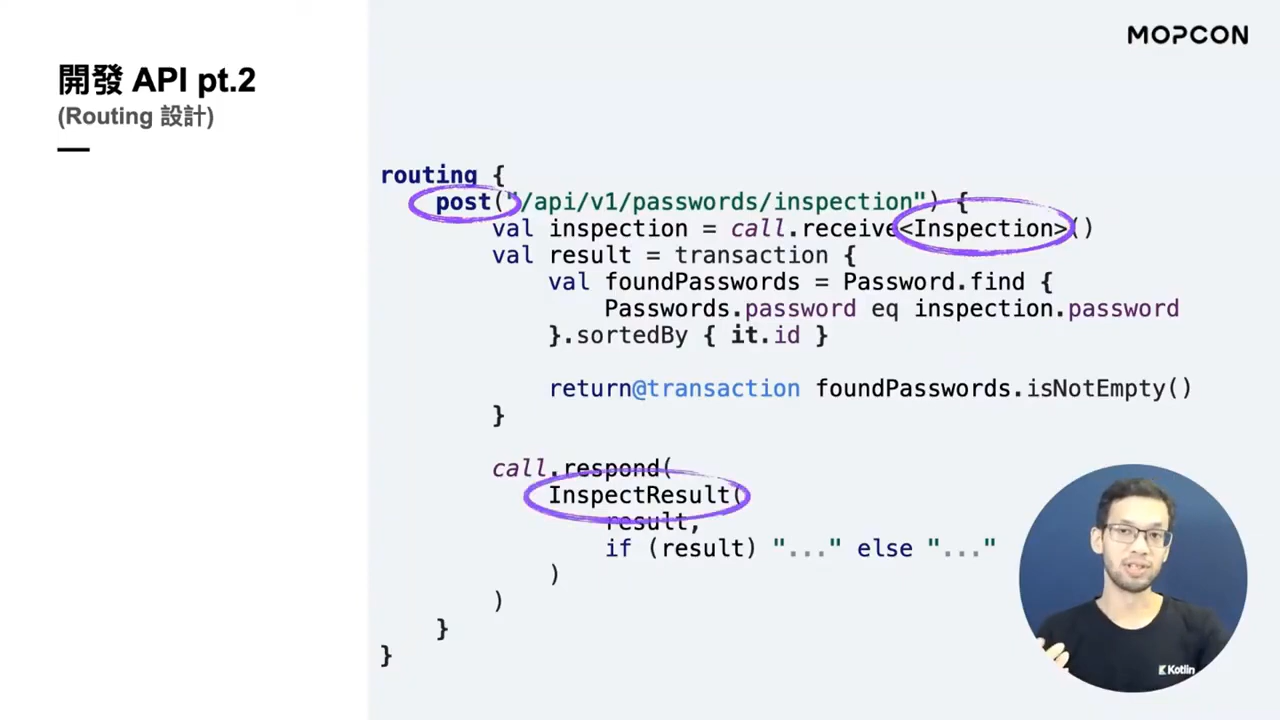 MOPCON
開發 API pt.2
(Routing 設計)
routing {
post("/api/v1/passwords/inspection") {
val inspection = call.receive<Inspection>()
val result = transaction {
val foundPasswords = Password.find {
Passwords.password eq inspection.password
}.sortedBy { it.id }
return@transaction foundPasswords.isNotEmpty()
}
call.respond(
InspectResult(
result,
if (result) "..." else "..."
)
)
}
}
Kotlin